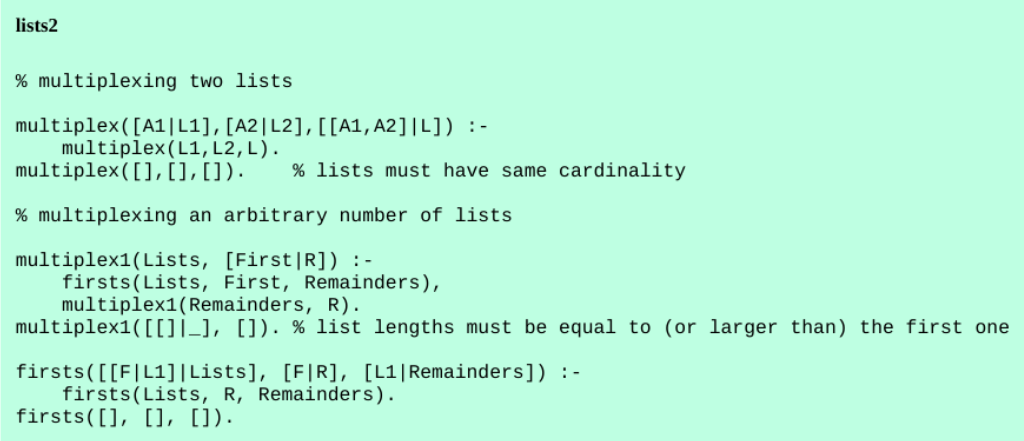 lists2
% multiplexing two lists
multiplex([A1|L1],[A2|L2],[[A1,A2]|L]) :-
    multiplex(L1,L2,L).
multiplex([],[],[]).    % lists must have same cardinality
% multiplexing an arbitrary number of lists
multiplex1(Lists, [First|R]) :-
    firsts(Lists, First, Remainders),
    multiplex1(Remainders, R).
multiplex1([[]|_], []). % list lengths must be equal to (or larger than) the first one
firsts([[F|L1]|Lists], [F|R], [L1|Remainders]) :-
    firsts(Lists, R, Remainders).
firsts([], [], []).